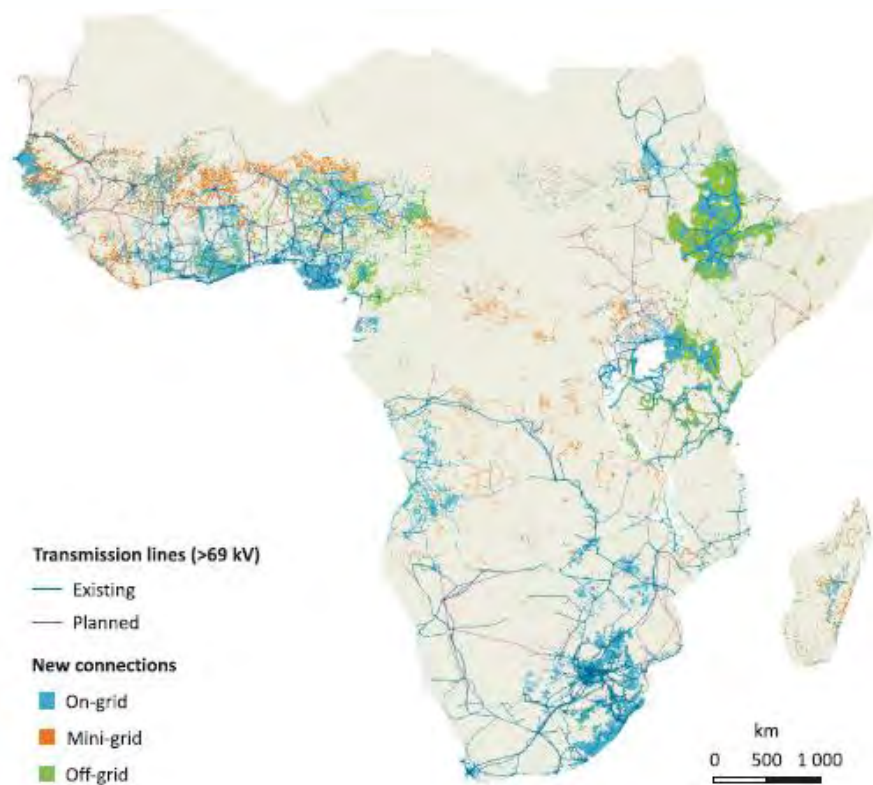 Transmission lines (>69 kV)
Existing
Planned
New connections
On-grid
Mini-grid
Off-grid
km
0 500 1 000